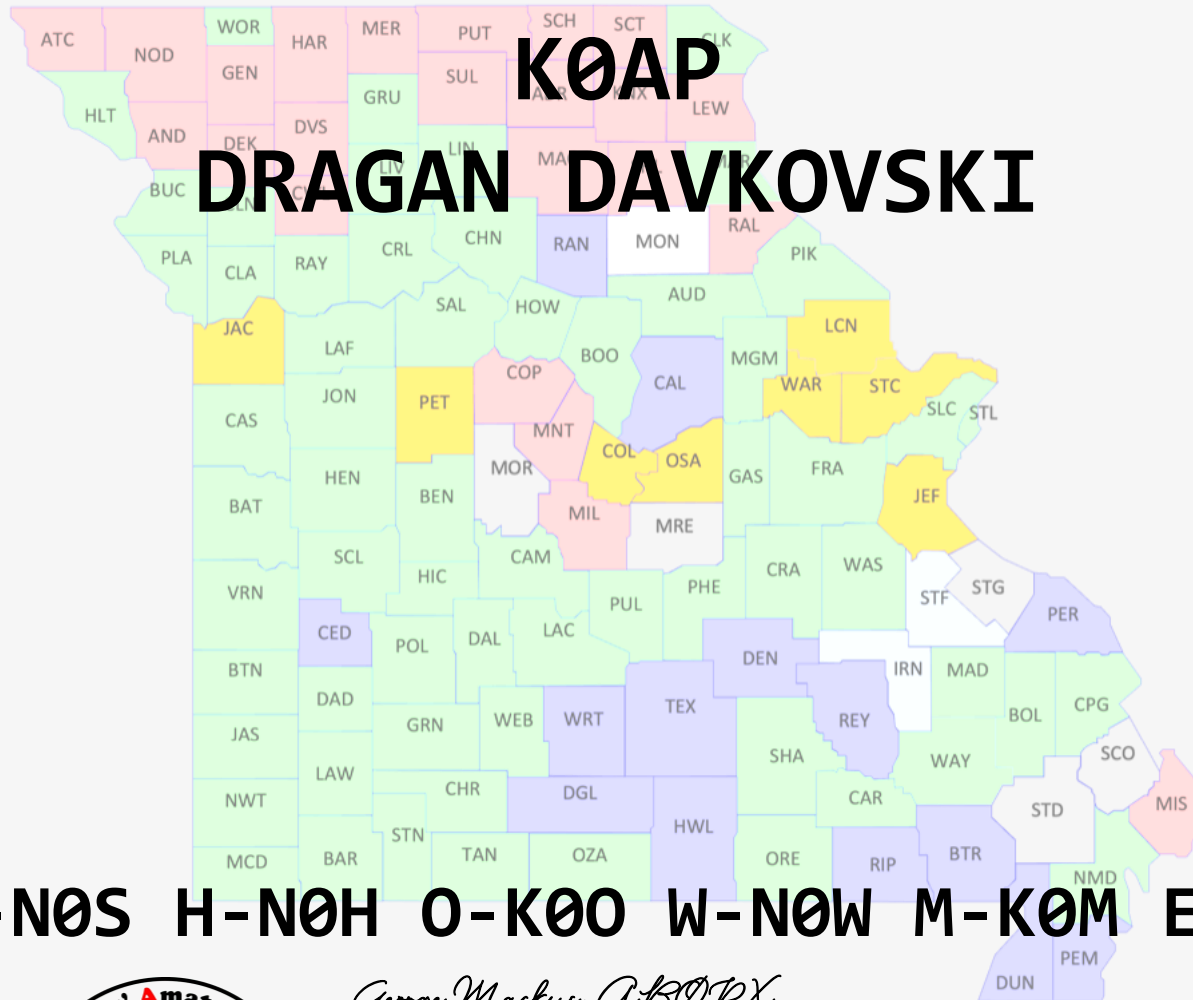 ATC NOD WOR HAR MER PUT SCH SCT CLK
GEN SUL
K0AP
GRU LEW
HLT AND DEK DVS LIN
DRAGAN DAVKOVSKI
BUC
RAN MON RAL PIK
PLA CLA RAY CRL CHN
SAL HOW AUD
JAC LAF BOO MGM LCN
COP CAL WAR STC
CAS JON PET MNT SLC STL
COL OSA
MOR GAS FRA
BAT HEN BEN MIL MRE JEF
SCL CAM
VRN HIC PHE CRA WAS STF STG
PUL PER
CED POL DAL LAC
BTN DEN IRN MAD
DAD
JAS GRN WEB WRT TEX REY BOL CPG
LAW SHA WAY SCO
NWT CHR DGL CAR STD MIS
STN HWL
MCD BAR TAN OZA ORE RIP BTR
NMD
-N0S H-N0H O-K0O W-N0W M-K0M E
PEM
DUN